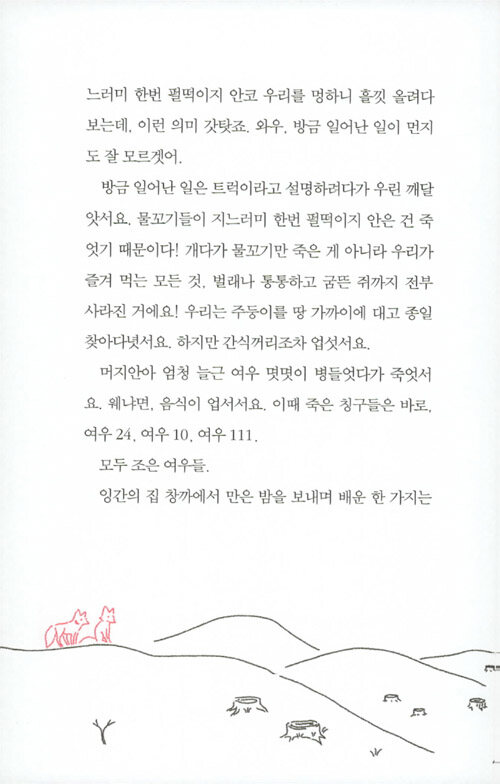 느러미 한번 펄떡이지 안코 우리를 멍하니 흘낏 올려다
보는데, 이런 의미 갓탓죠. 와우, 방금 일어난 일이 먼지
도 잘 모르겟어.
방금 일어난 일은 트럭이라고 설명하려다가 우린 깨달
앗서요. 물꼬기들이 지느러미 한번 펄떡이지 안은 건 죽
엇기 때문이다! 개다가 물꼬기만 죽은 게 아니라 우리가
즐겨 먹는 모든 것, 벌래나 통통하고 굼뜬 쥐까지 전부
사라진 거에요! 우리는 주둥이를 땅 가까이에 대고 종일
찾아다녓서요. 하지만 간식꺼리조차 업섯서요.
머지안아 엄청 늘근 여우 몇몇이 병들엇다가 죽엇서
요. 웨냐면, 음식이 업서서요. 이때 죽은 칭구들은 바로,
여우 24, 여우 10, 여우 111.
모두 조은 여우들.
잉간의 집 창까에서 만은 밤을 보내며 배운 한 가지는